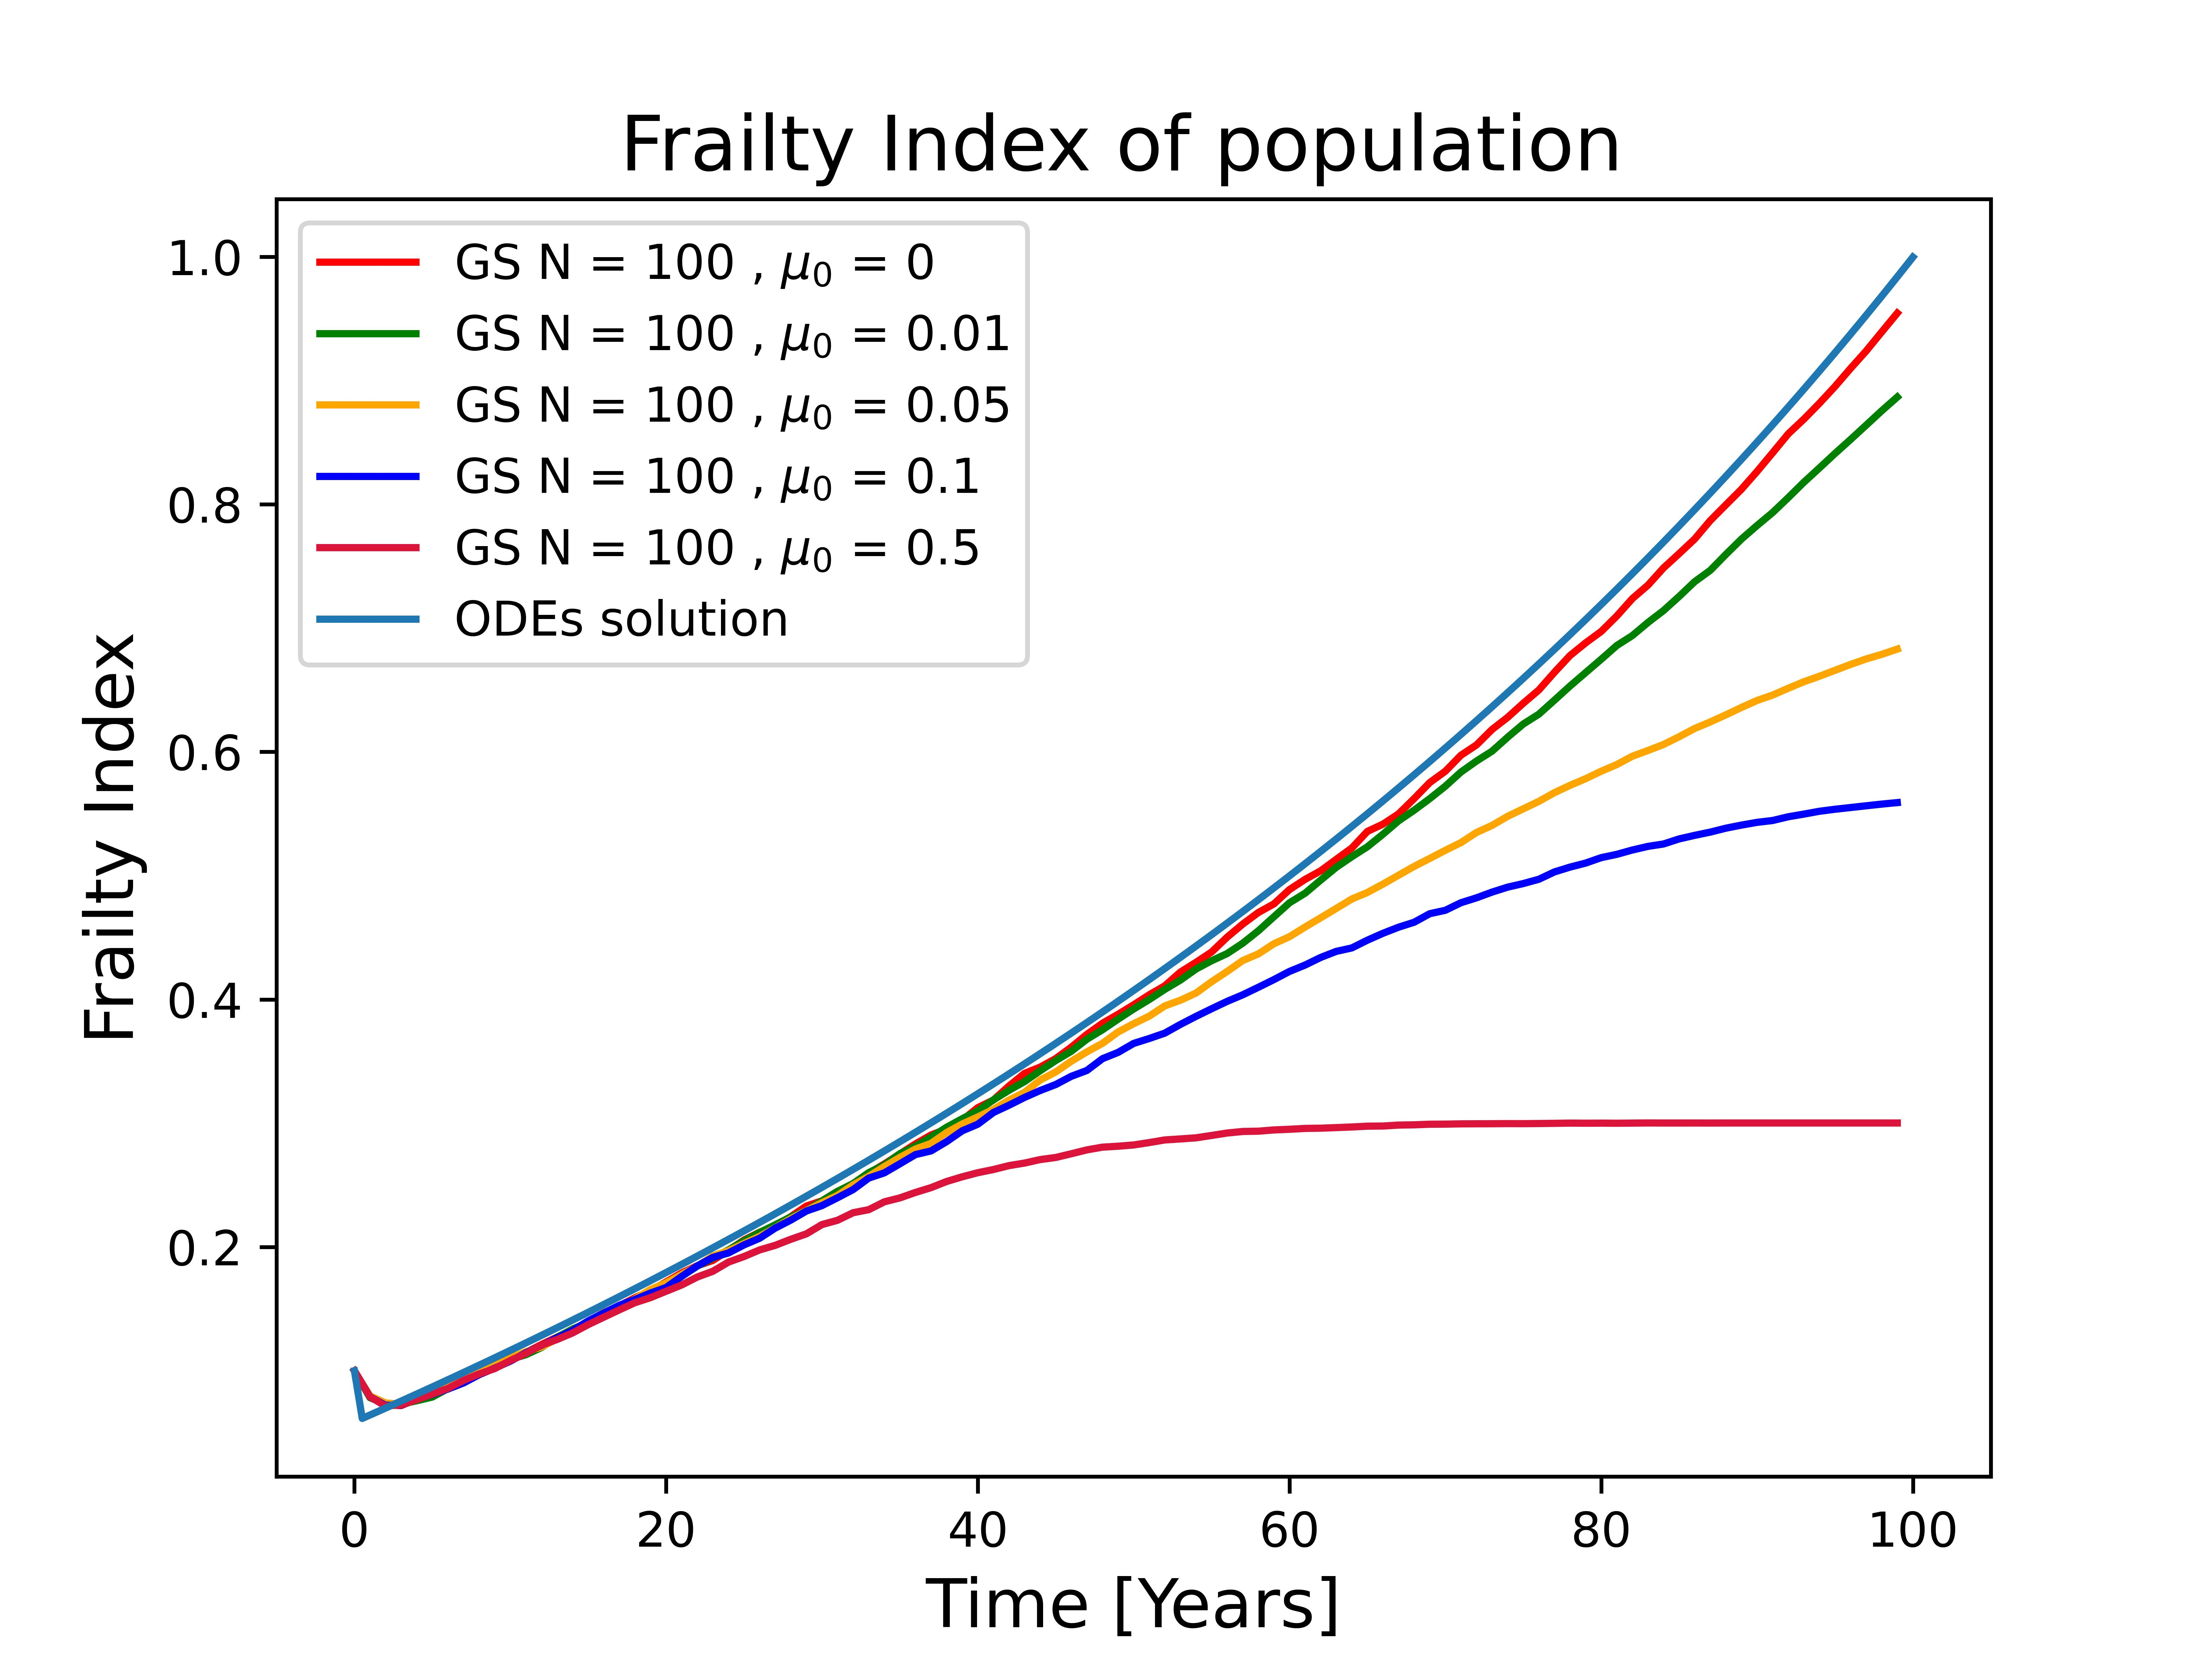 Frailty Index of population
GS N = 100 , μ₀ = 0
GS N = 100 , μ₀ = 0.01
GS N = 100 , μ₀ = 0.05
GS N = 100 , μ₀ = 0.1
GS N = 100 , μ₀ = 0.5
ODEs solution
Frailty Index
1.0
0.8
0.6
0.4
0.2
0 20 40 60 80 100
Time [Years]